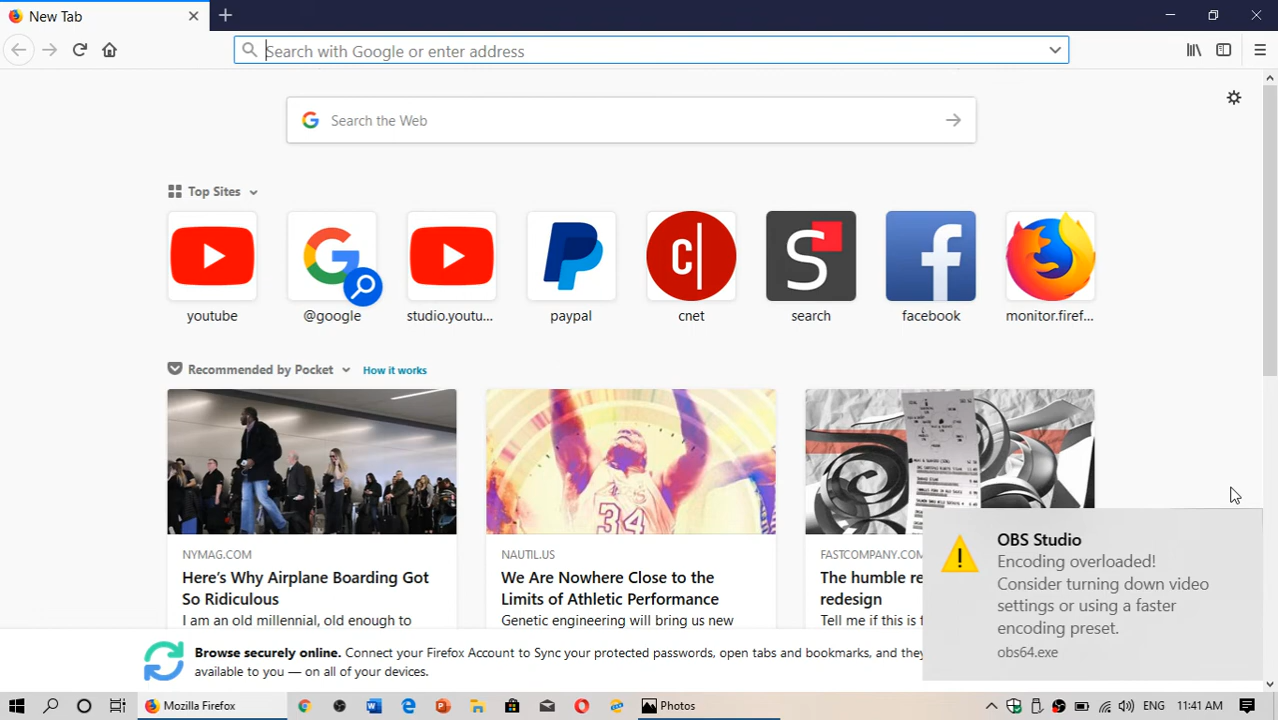 New Tab
Search with Google or enter address
Search the Web
Top Sites
youtube
@google
studio.youtu...
paypal
cnet
search
facebook
monitor.firef...
Recommended by Pocket
How it works
34
NYMAG.COM
Here's Why Airplane Boarding Got
So Ridiculous
I am an old millennial, old enough to
NAUTIL.US
We Are Nowhere Close to the
Limits of Athletic Performance
Genetic engineering will bring us new
FASTCOMPANY.COM
The humble re
redesign
Tell me if this is f
OBS Studio
Encoding overloaded!
Consider turning down video
settings or using a faster
encoding preset.
obs64.exe
Browse securely online. Connect your Firefox Account to Sync your protected passwords, open tabs and bookmarks, and they
available to you — on all of your devices.
Mozilla Firefox
Photos
ENG
11:41 AM